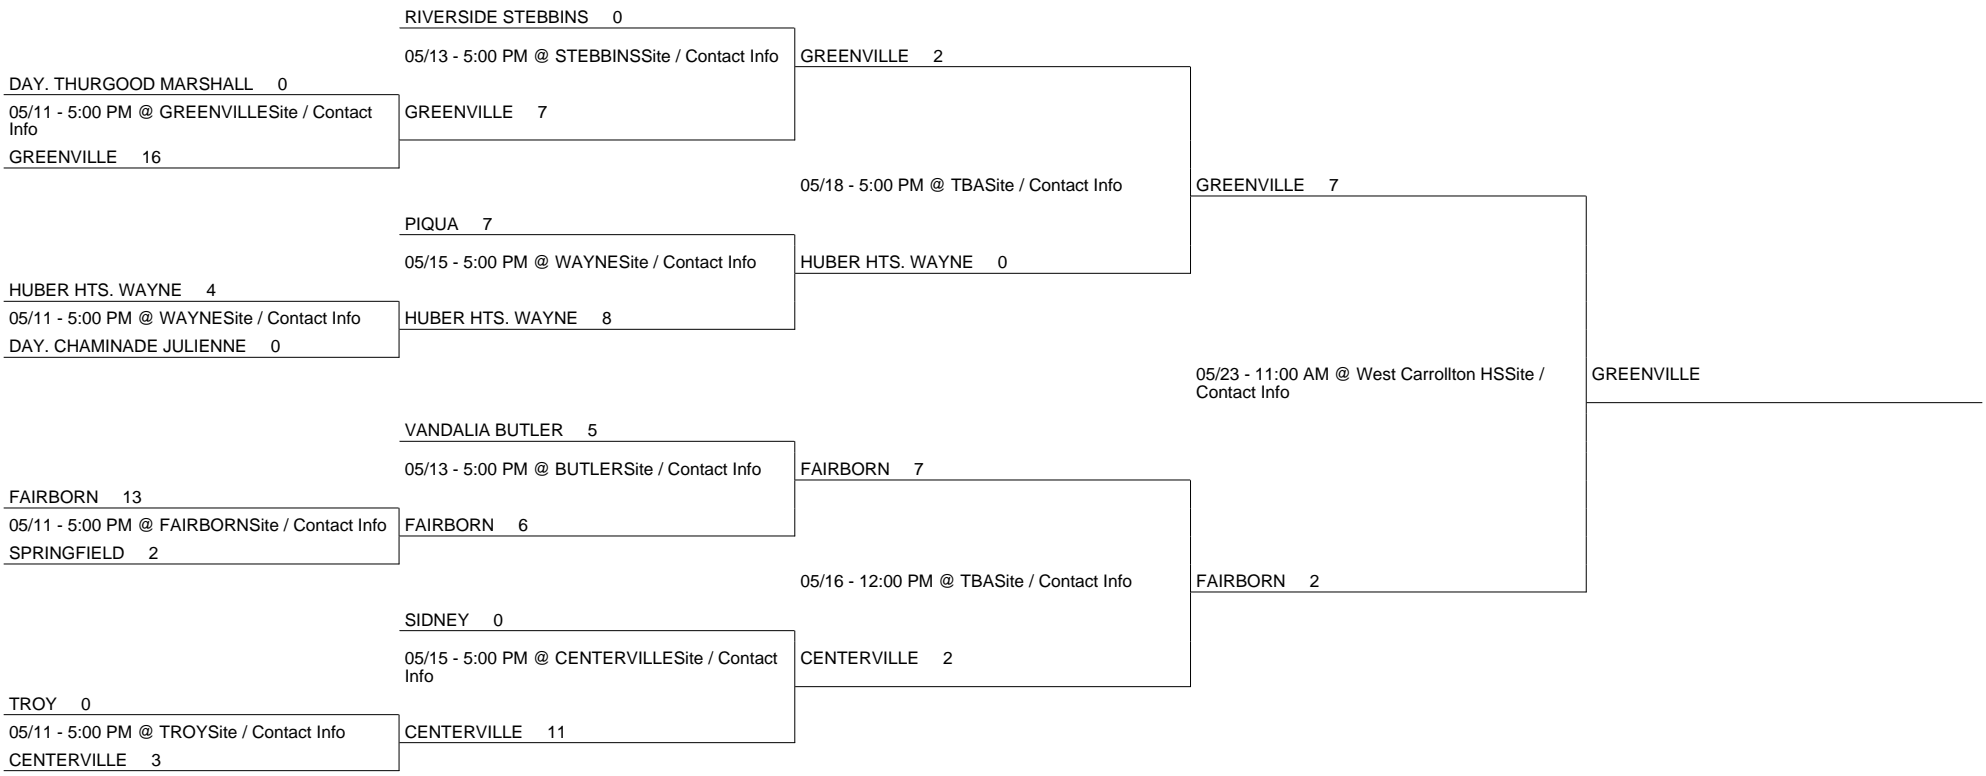 RIVERSIDE STEBBINS 0
05/13 - 5:00 PM @ STEBBINSSite / Contact Info
GREENVILLE 2
DAY. THURGOOD MARSHALL 0
05/11 - 5:00 PM @ GREENVILLESite / Contact
Info
GREENVILLE 7
GREENVILLE 16
05/18 - 5:00 PM @ TBASite / Contact Info
GREENVILLE 7
PIQUA 7
05/15 - 5:00 PM @ WAYNESite / Contact Info
HUBER HTS. WAYNE 0
HUBER HTS. WAYNE 4
05/11 - 5:00 PM @ WAYNESite / Contact Info
HUBER HTS. WAYNE 8
DAY. CHAMINADE JULIENNE 0
05/23 - 11:00 AM @ West Carrollton HSSite /
Contact Info
GREENVILLE
VANDALIA BUTLER 5
05/13 - 5:00 PM @ BUTLERSite / Contact Info
FAIRBORN 7
FAIRBORN 13
05/11 - 5:00 PM @ FAIRBORNSite / Contact Info
FAIRBORN 6
SPRINGFIELD 2
05/16 - 12:00 PM @ TBASite / Contact Info
FAIRBORN 2
SIDNEY 0
05/15 - 5:00 PM @ CENTERVILLESite / Contact
Info
CENTERVILLE 2
TROY 0
05/11 - 5:00 PM @ TROYSite / Contact Info
CENTERVILLE 11
CENTERVILLE 3